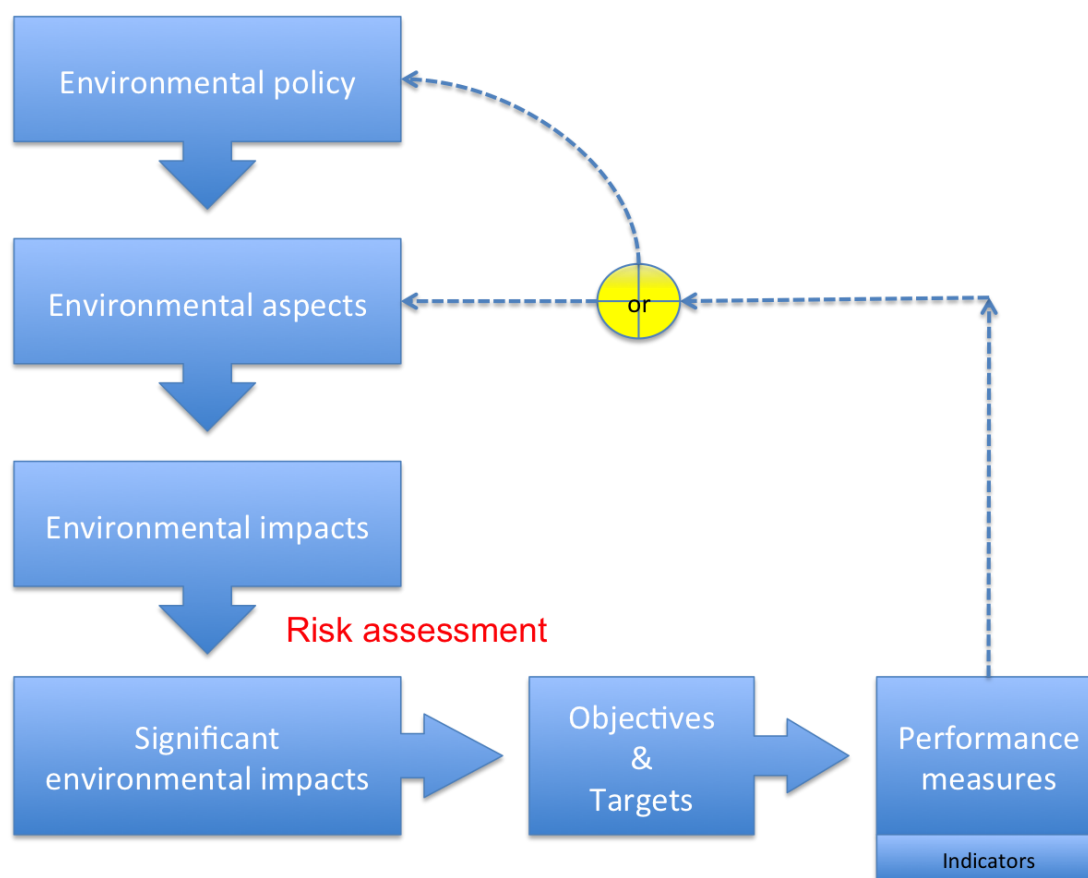 Environmental policy
Environmental aspects
or
Environmental impacts
Risk assessment
Significant
environmental impacts
Objectives
&
Targets
Performance
measures
Indicators